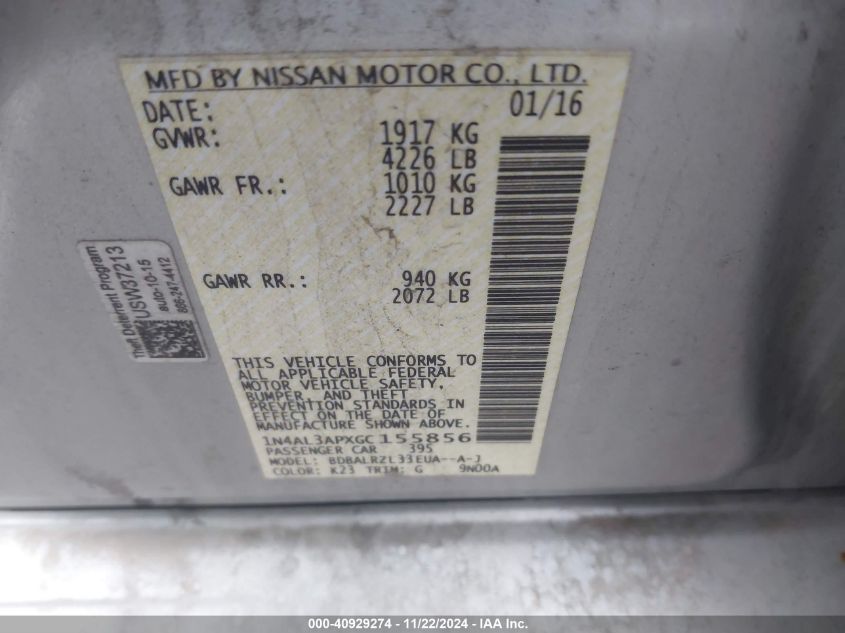 MFD BY NISSAN MOTOR CO., LTD.
DATE: 01/16
GVWR: 1917 KG
4226 LB
GAWR FR.: 1010 KG
2227 LB
GAWR RR.: 940 KG
2072 LB
THIS VEHICLE CONFORMS TO
ALL APPLICABLE FEDERAL
MOTOR VEHICLE SAFETY,
BUMPER, AND THEFT
PREVENTION STANDARDS IN
EFFECT ON THE DATE OF
MANUFACTURE SHOWN ABOVE.
1N4AL3APXGC155856
PASSENGER CAR 395
MODEL: BDBALRZL33EUA--A-J
COLOR: K23 TRIM: G 9N00A
Theft Deterrent Program
USW37213
auto-10-15
866-247-4412
000-40929274 - 11/22/2024 - IAA Inc.